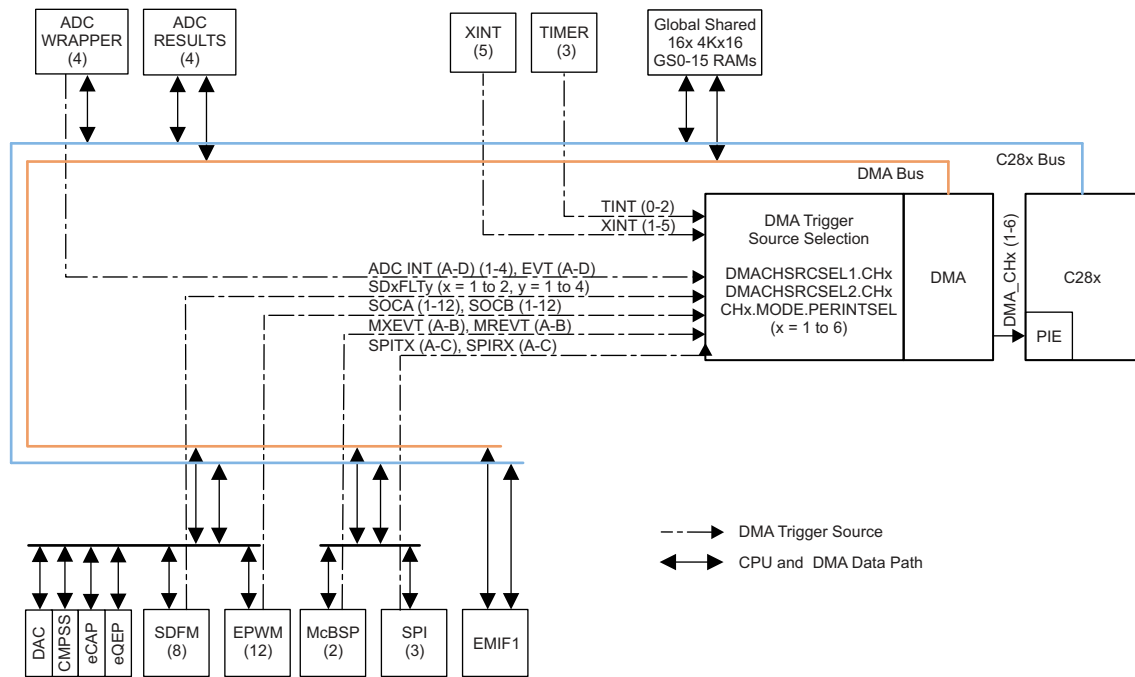 ADC
WRAPPER
(4)
ADC
RESULTS
(4)
XINT
(5)
TIMER
(3)
Global Shared
16x 4Kx16
GS0-15 RAMs
C28x Bus
DMA Bus
TINT (0-2)
XINT (1-5)
ADC INT (A-D) (1-4), EVT (A-D)
SDxFLTy (x = 1 to 2, y = 1 to 4)
SOCA (1-12), SOCB (1-12)
MXEVT (A-B), MREVT (A-B)
SPITX (A-C), SPIRX (A-C)
DMA Trigger
Source Selection
DMACHSRCSEL1.CHx
DMACHSRCSEL2.CHx
CHx.MODE.PERINTSEL
(x = 1 to 6)
DMA
DMA_CHx (1-6)
C28x
PIE
DMA Trigger Source
CPU and DMA Data Path
DAC
CMPSS
eCAP
eQEP
SDFM
(8)
EPWM
(12)
McBSP
(2)
SPI
(3)
EMIF1